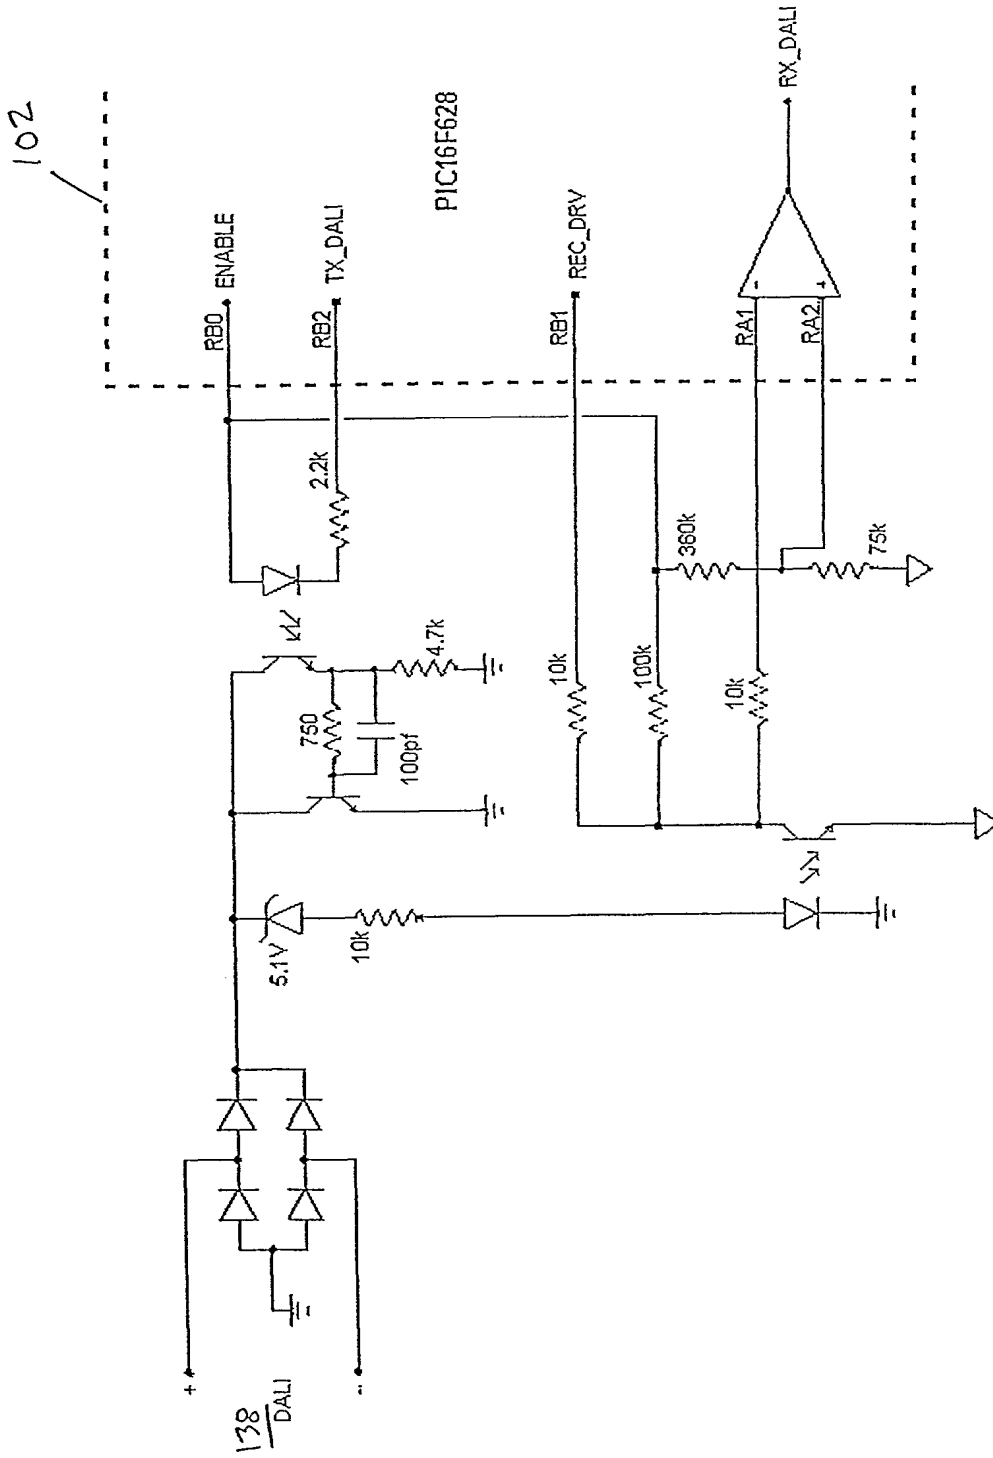 102
PIC16F628
RB0
ENABLE
RB2
TX_DALI
2.2k
750
100pf
4.7k
5.1V
10k
RB1
REC_DRV
10k
100k
360k
10k
75k
RA1
RA2
-
+
RX_DALI
+
138
DALI
-